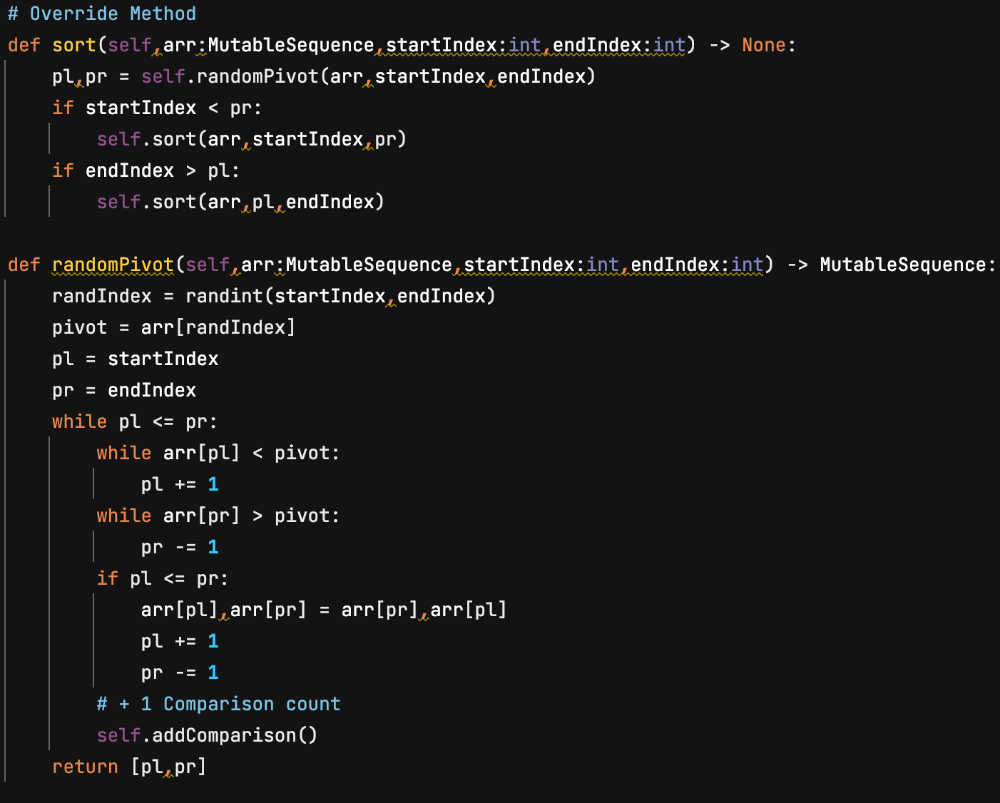 # Override Method
def sort(self,arr:MutableSequence,startIndex:int,endIndex:int) -> None:
    pl,pr = self.randomPivot(arr,startIndex,endIndex)
    if startIndex < pr:
        self.sort(arr,startIndex,pr)
    if endIndex > pl:
        self.sort(arr,pl,endIndex)

def randomPivot(self,arr:MutableSequence,startIndex:int,endIndex:int) -> MutableSequence:
    randIndex = randint(startIndex,endIndex)
    pivot = arr[randIndex]
    pl = startIndex
    pr = endIndex
    while pl <= pr:
        while arr[pl] < pivot:
            pl += 1
        while arr[pr] > pivot:
            pr -= 1
        if pl <= pr:
            arr[pl],arr[pr] = arr[pr],arr[pl]
            pl += 1
            pr -= 1
        # + 1 Comparison count
        self.addComparison()
    return [pl,pr]